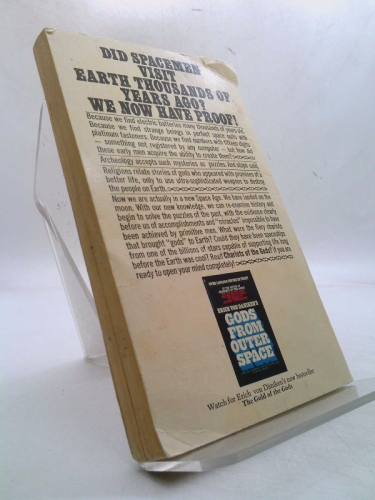 DID SPACEMEN
VISIT
EARTH THOUSANDS OF
YEARS AGO?
WE NOW HAVE PROOF!
Because we find electric batteries many thousands of years old.
Because we find strange beings in perfect space suits with
platinum fasteners. Because we find numbers with fifteen digits
— something not registered by any computer — but how did
these early men acquire the ability to create them?
Archeology accepts such mysteries as puzzles. And stops cold.
Religions relate stories of gods who appeared with promises of a
better life, only to use ultra-sophisticated weapons to
the people on Earth.
Now we are actually in a new Space Age. We have landed on the
moon. With our new knowledge, we can re-examine history and
begin to solve the puzzles of the past, with the evidence clearly
before us of accomplishments and "miracles" impossible to have
been achieved by primitive men. What were the fiery chariots
that brought "gods" to Earth? Could they have been spaceships
from one of the billions of stars capable of supporting life long
before the Earth was cool? Read Chariots of the Gods? if you are
ready to open your mind completely.
ERICH VON DANIKEN'S
GODS
FROM
OUTER
SPACE
Watch for Erich von Däniken's new bestseller
The Gold of the Gods